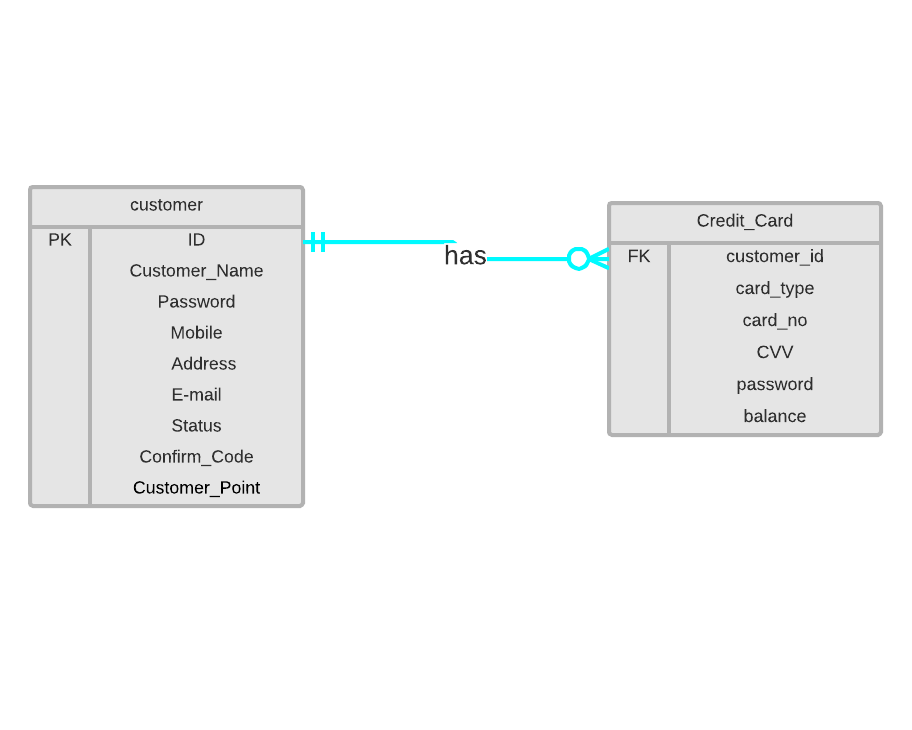 customer
PK ID
Customer_Name
Password
Mobile
Address
E-mail
Status
Confirm_Code
Customer_Point
has
Credit_Card
FK customer_id
card_type
card_no
CVV
password
balance